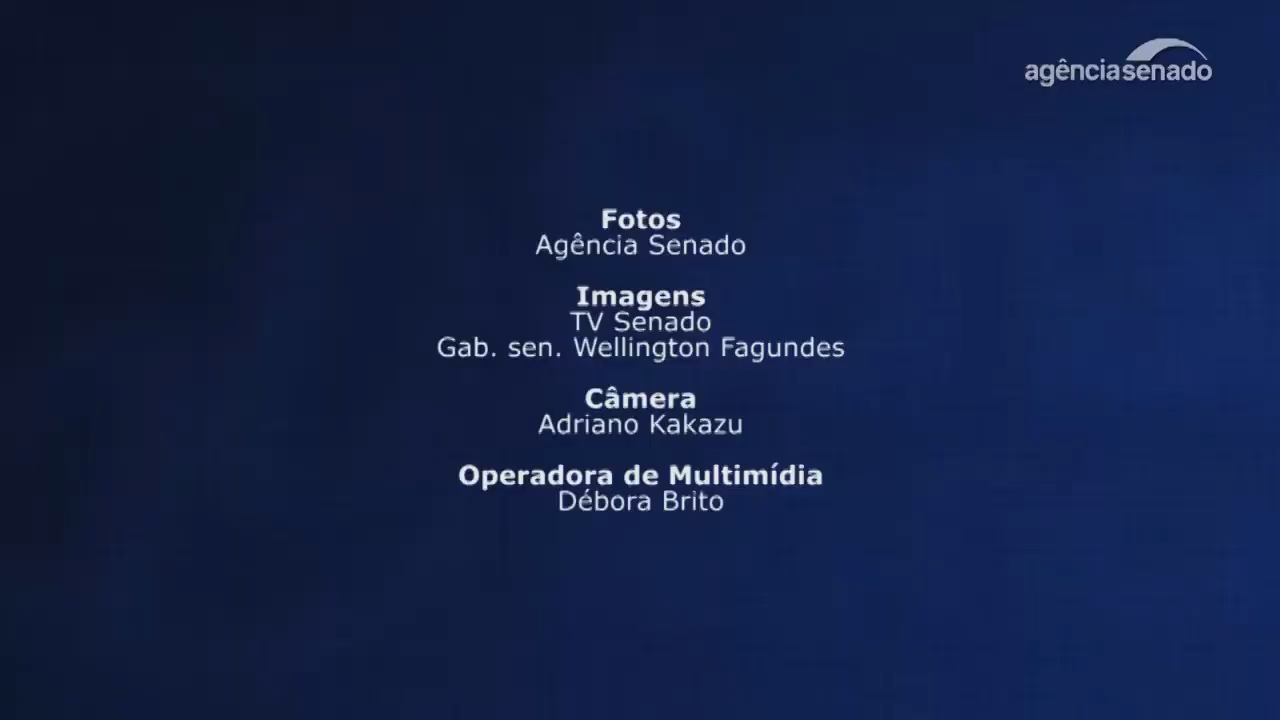 agênciasenado
Fotos
Agência Senado
Imagens
TV Senado
Gab. sen. Wellington Fagundes
Câmera
Adriano Kakazu
Operadora de Multimídia
Débora Brito